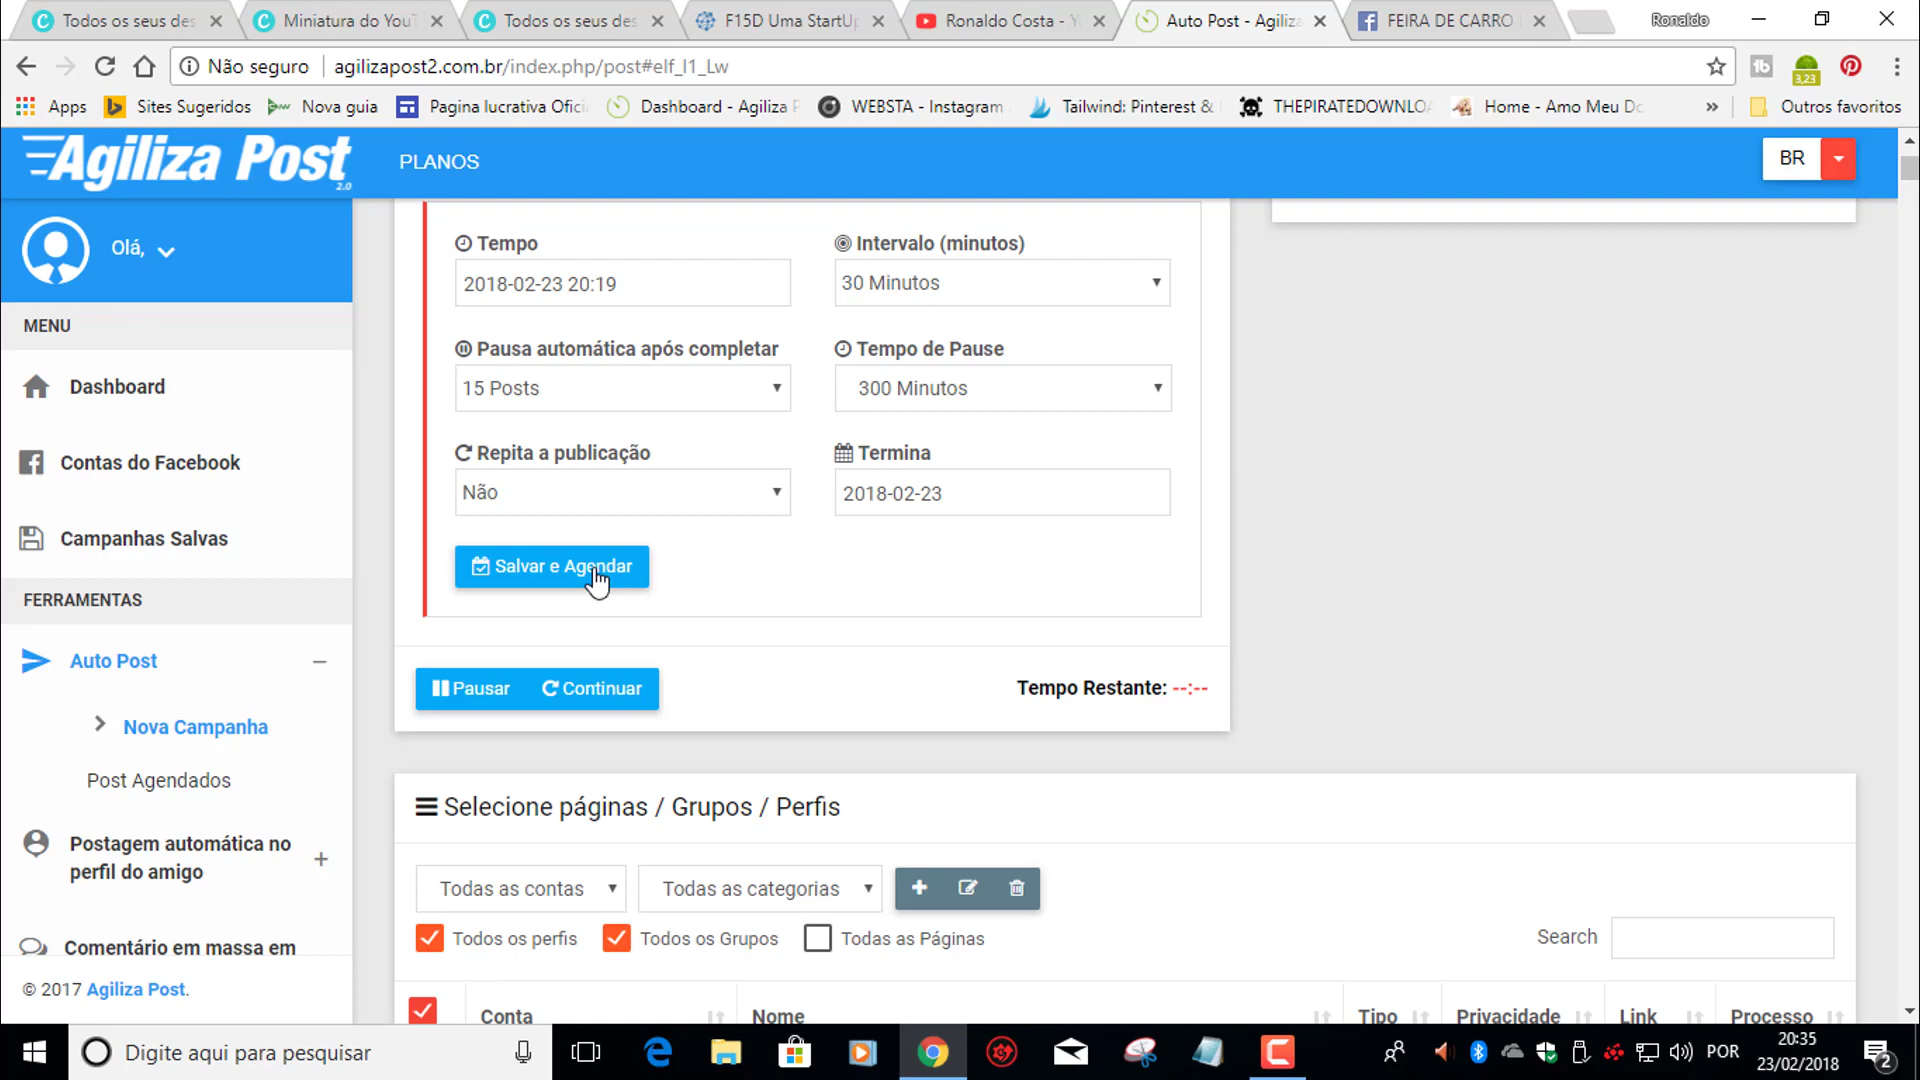 Todos os seus des
Miniatura do YouT
Todos os seus des
F15D Uma StartUp
Ronaldo Costa - Y
Auto Post - Agiliza
FEIRA DE CARRO
Ronaldo
Não seguro
agilizapost2.com.br/index.php/post#elf_l1_Lw
3,23
Apps
Sites Sugeridos
Nova guia
Pagina lucrativa Ofici
Dashboard - Agiliza P
WEBSTA - Instagram
Tailwind: Pinterest &
THEPIRATEDOWNLO
Home - Amo Meu Do
»
Outros favoritos
Agiliza Post
2.0
PLANOS
BR
Olá,
MENU
Dashboard
Contas do Facebook
Campanhas Salvas
FERRAMENTAS
Auto Post
Nova Campanha
Post Agendados
Postagem automática no
perfil do amigo
Comentário em massa em
© 2017 Agiliza Post.
Tempo
2018-02-23 20:19
Intervalo (minutos)
30 Minutos
Pausa automática após completar
15 Posts
Tempo de Pause
300 Minutos
Repita a publicação
Não
Termina
2018-02-23
Salvar e Agendar
Pausar
Continuar
Tempo Restante: --:--
Selecione páginas / Grupos / Perfis
Todas as contas
Todas as categorias
Todos os perfis
Todos os Grupos
Todas as Páginas
Search
Conta
Nome
Tipo
Privacidade
Link
Processo
Digite aqui para pesquisar
POR
20:35
23/02/2018
2